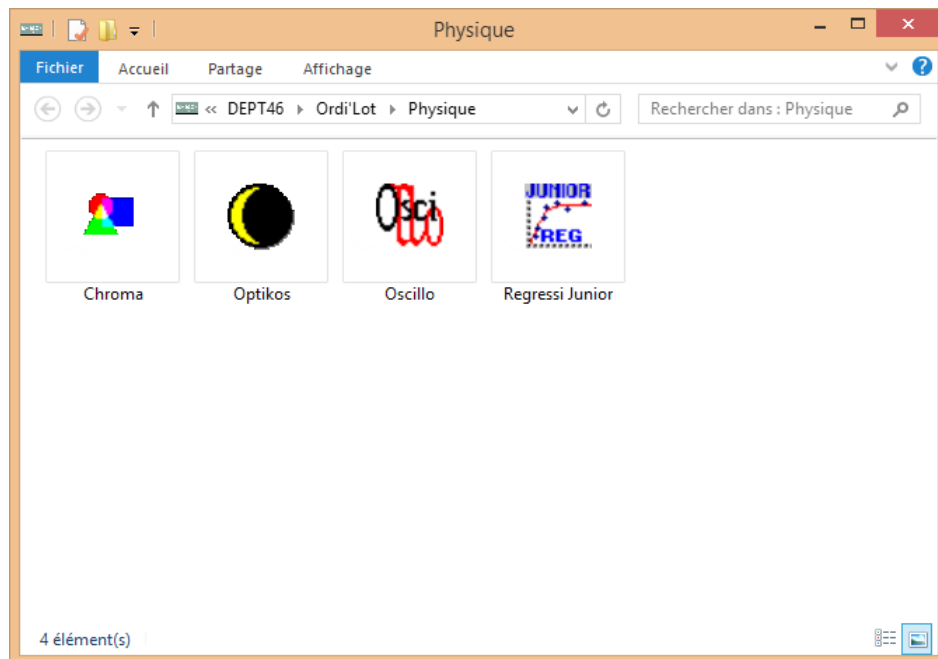 Physique
Fichier Accueil Partage Affichage
« DEPT46 Ordi'Lot Physique Rechercher dans : Physique
Osci JUNIOR
REG
Chroma Optikos Oscillo Regressi Junior
4 élément(s)